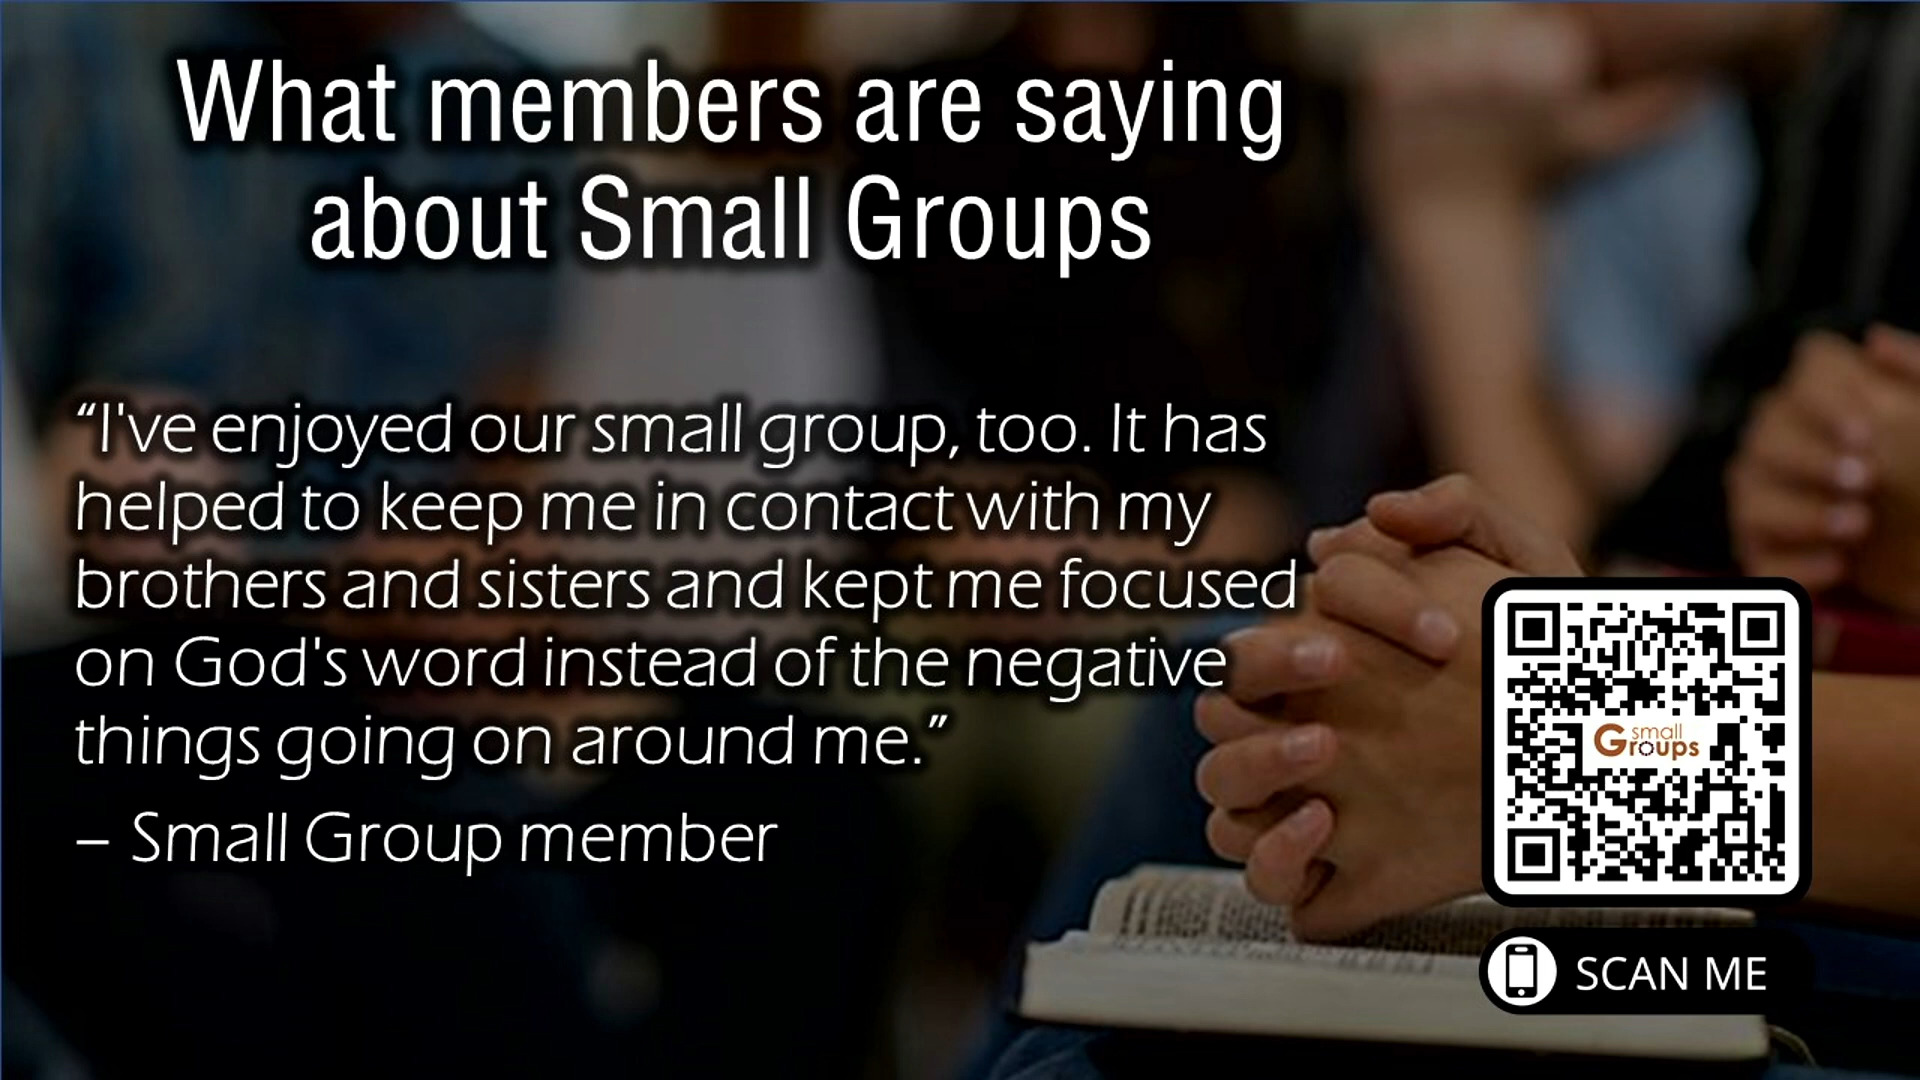 What members are saying
about Small Groups
“I've enjoyed our small group, too. It has
helped to keep me in contact with my
brothers and sisters and kept me focused
on God's word instead of the negative
things going on around me.”
– Small Group member
small
Groups
SCAN ME